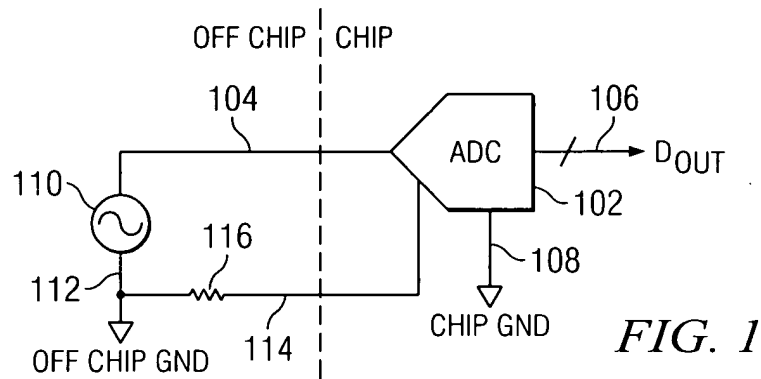 OFF CHIP CHIP
104
106
ADC
D_OUT
110
102
116
108
112
114
CHIP GND
OFF CHIP GND
FIG. 1